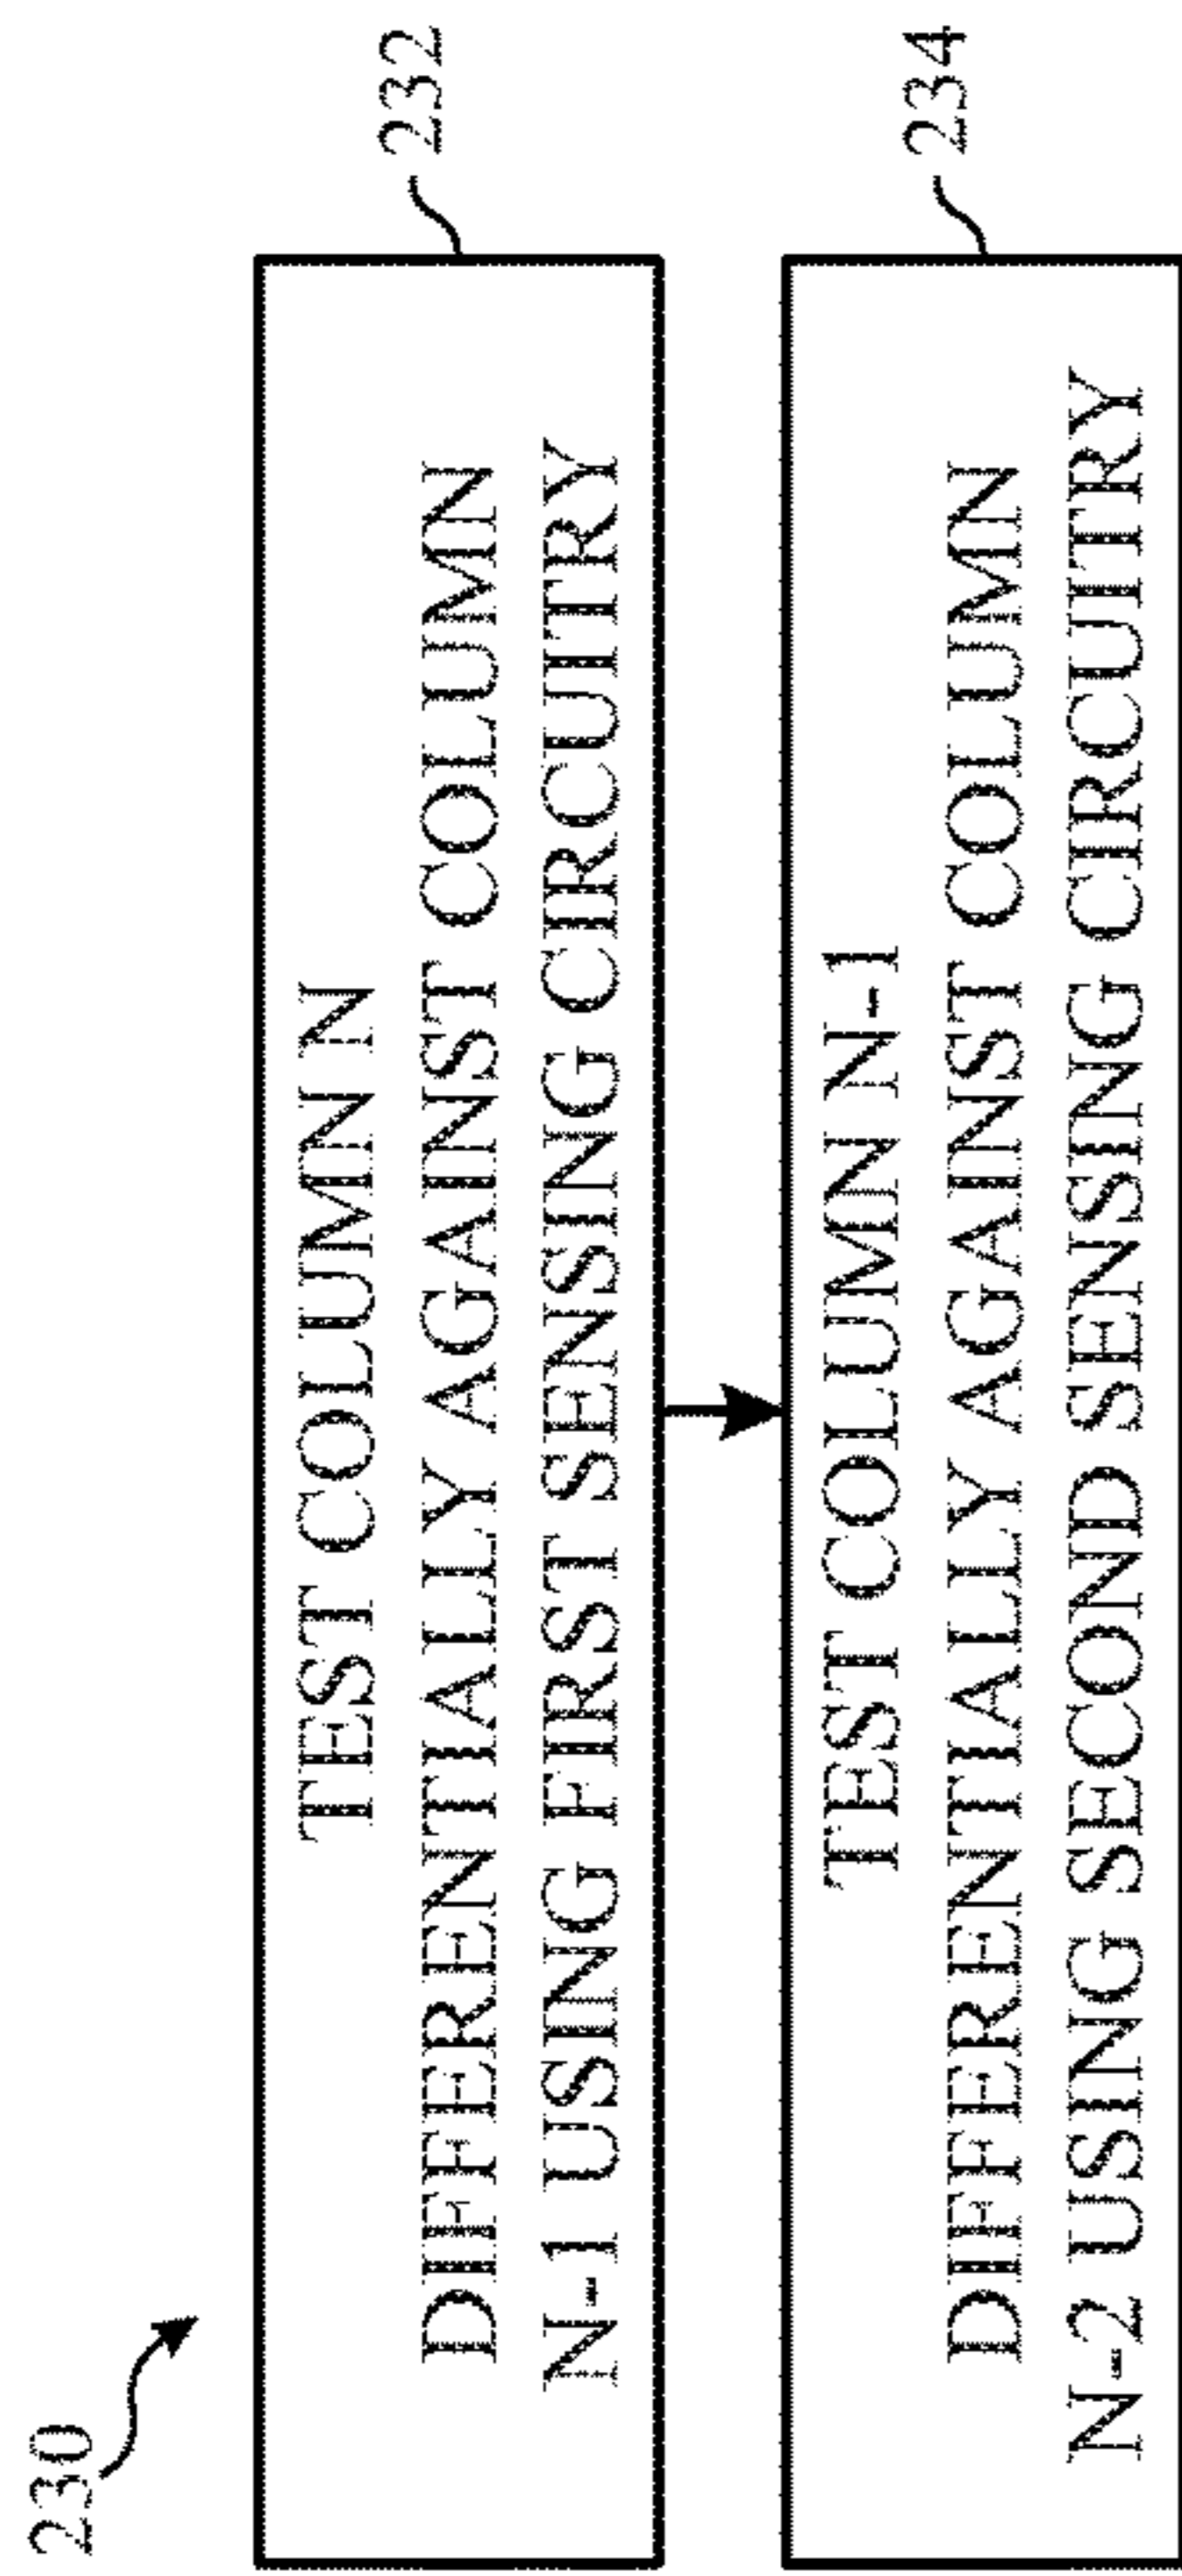 230
TEST COLUMN N
DIFFERENTIALLY AGAINST COLUMN
N-1 USING FIRST SENSING CIRCUITRY
232
TEST COLUMN N-1
DIFFERENTIALLY AGAINST COLUMN
N-2 USING SECOND SENSING CIRCUITRY
234